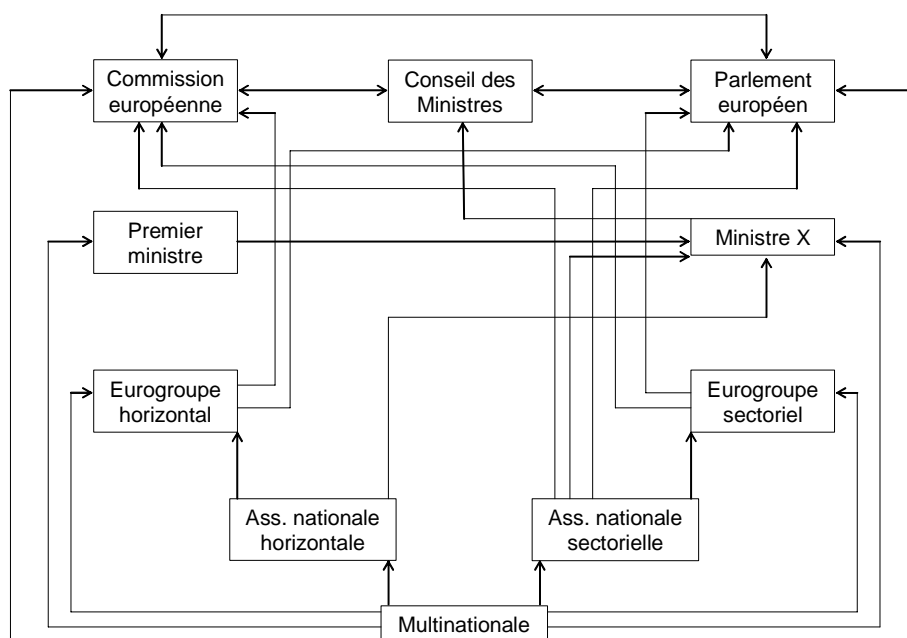 Commission
européenne
Conseil des
Ministres
Parlement
européen
Premier
ministre
Ministre X
Eurogroupe
horizontal
Eurogroupe
sectoriel
Ass. nationale
horizontale
Ass. nationale
sectorielle
Multinationale